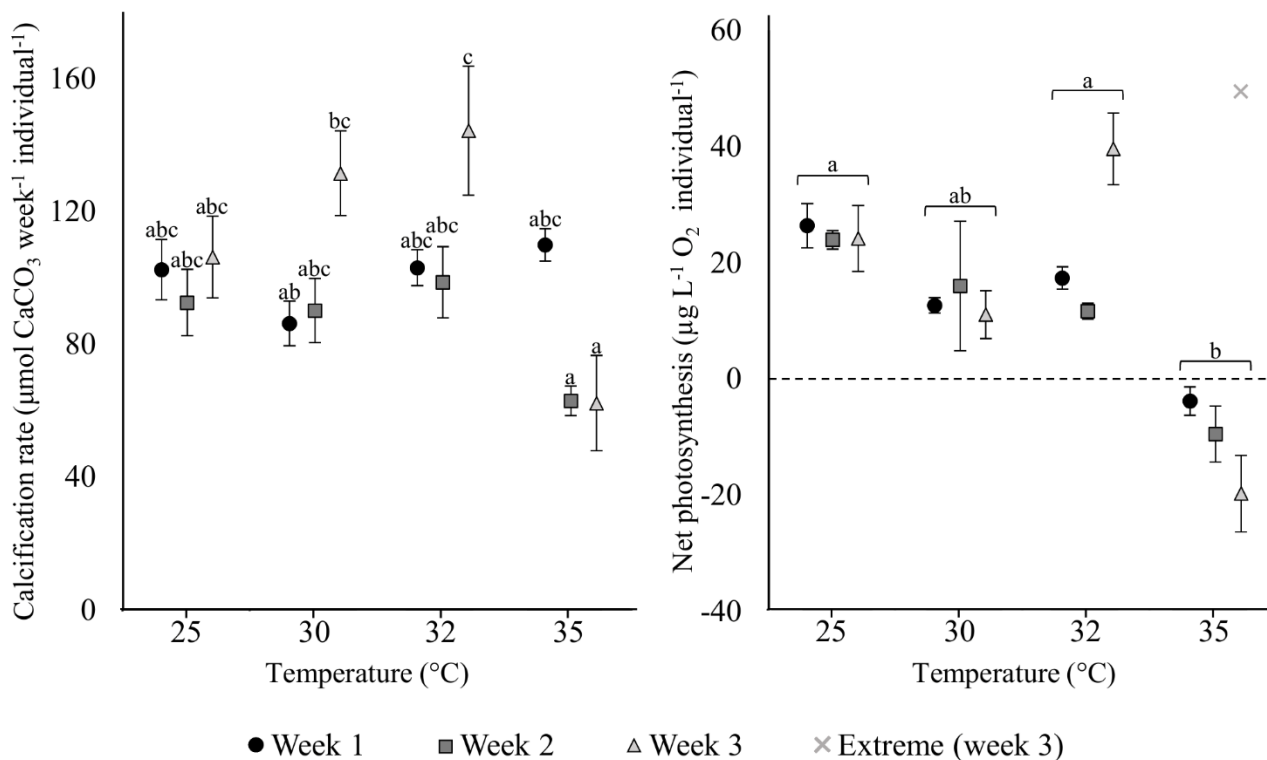 Calcification rate (µmol CaCO₃ week⁻¹ individual⁻¹)
160
120
80
40
0
abc
abc
abc
ab
abc
bc
abc
abc
c
abc
a
a
25
30
32
35
Temperature (°C)
Net photosynthesis (µg L⁻¹ O₂ individual⁻¹)
60
40
20
0
-20
-40
a
ab
a
b
25
30
32
35
Temperature (°C)
Week 1
Week 2
Week 3
Extreme (week 3)